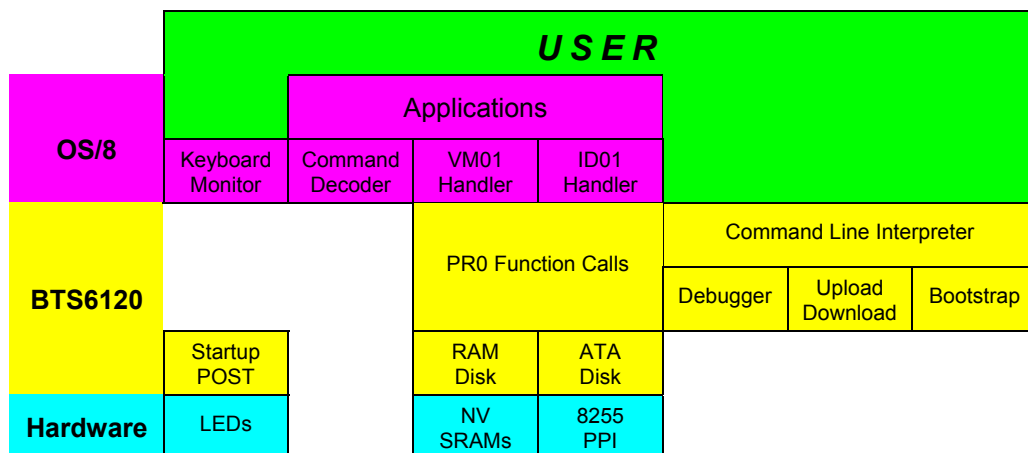 U S E R
Applications
OS/8
Keyboard
Monitor
Command
Decoder
VM01
Handler
ID01
Handler
BTS6120
PR0 Function Calls
Command Line Interpreter
Debugger
Upload
Download
Bootstrap
Startup
POST
RAM
Disk
ATA
Disk
Hardware
LEDs
NV
SRAMs
8255
PPI